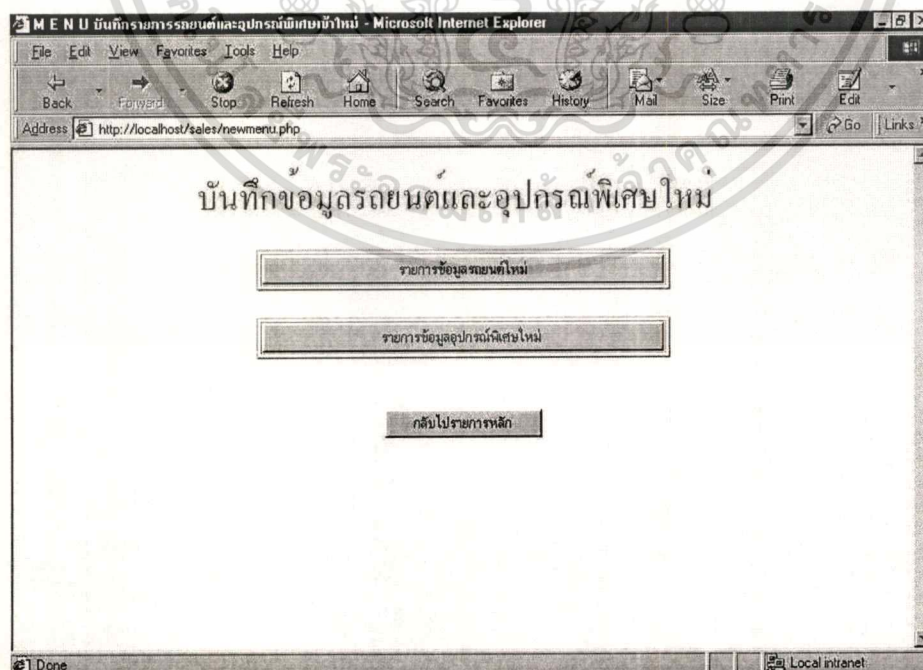 M E N U บันทึกรายการรถยนต์และอุปกรณ์พิเศษเข้าใหม่ - Microsoft Internet Explorer
File Edit View Favorites Tools Help
Back Forward Stop Refresh Home Search Favorites History Mail Size Print Edit
Address http://localhost/sales/newmenu.php Go Links
บันทึกข้อมูลรถยนต์และอุปกรณ์พิเศษใหม่
รายการข้อมูลรถยนต์ใหม่
รายการข้อมูลอุปกรณ์พิเศษใหม่
กลับไปรายการหลัก
Done Local intranet